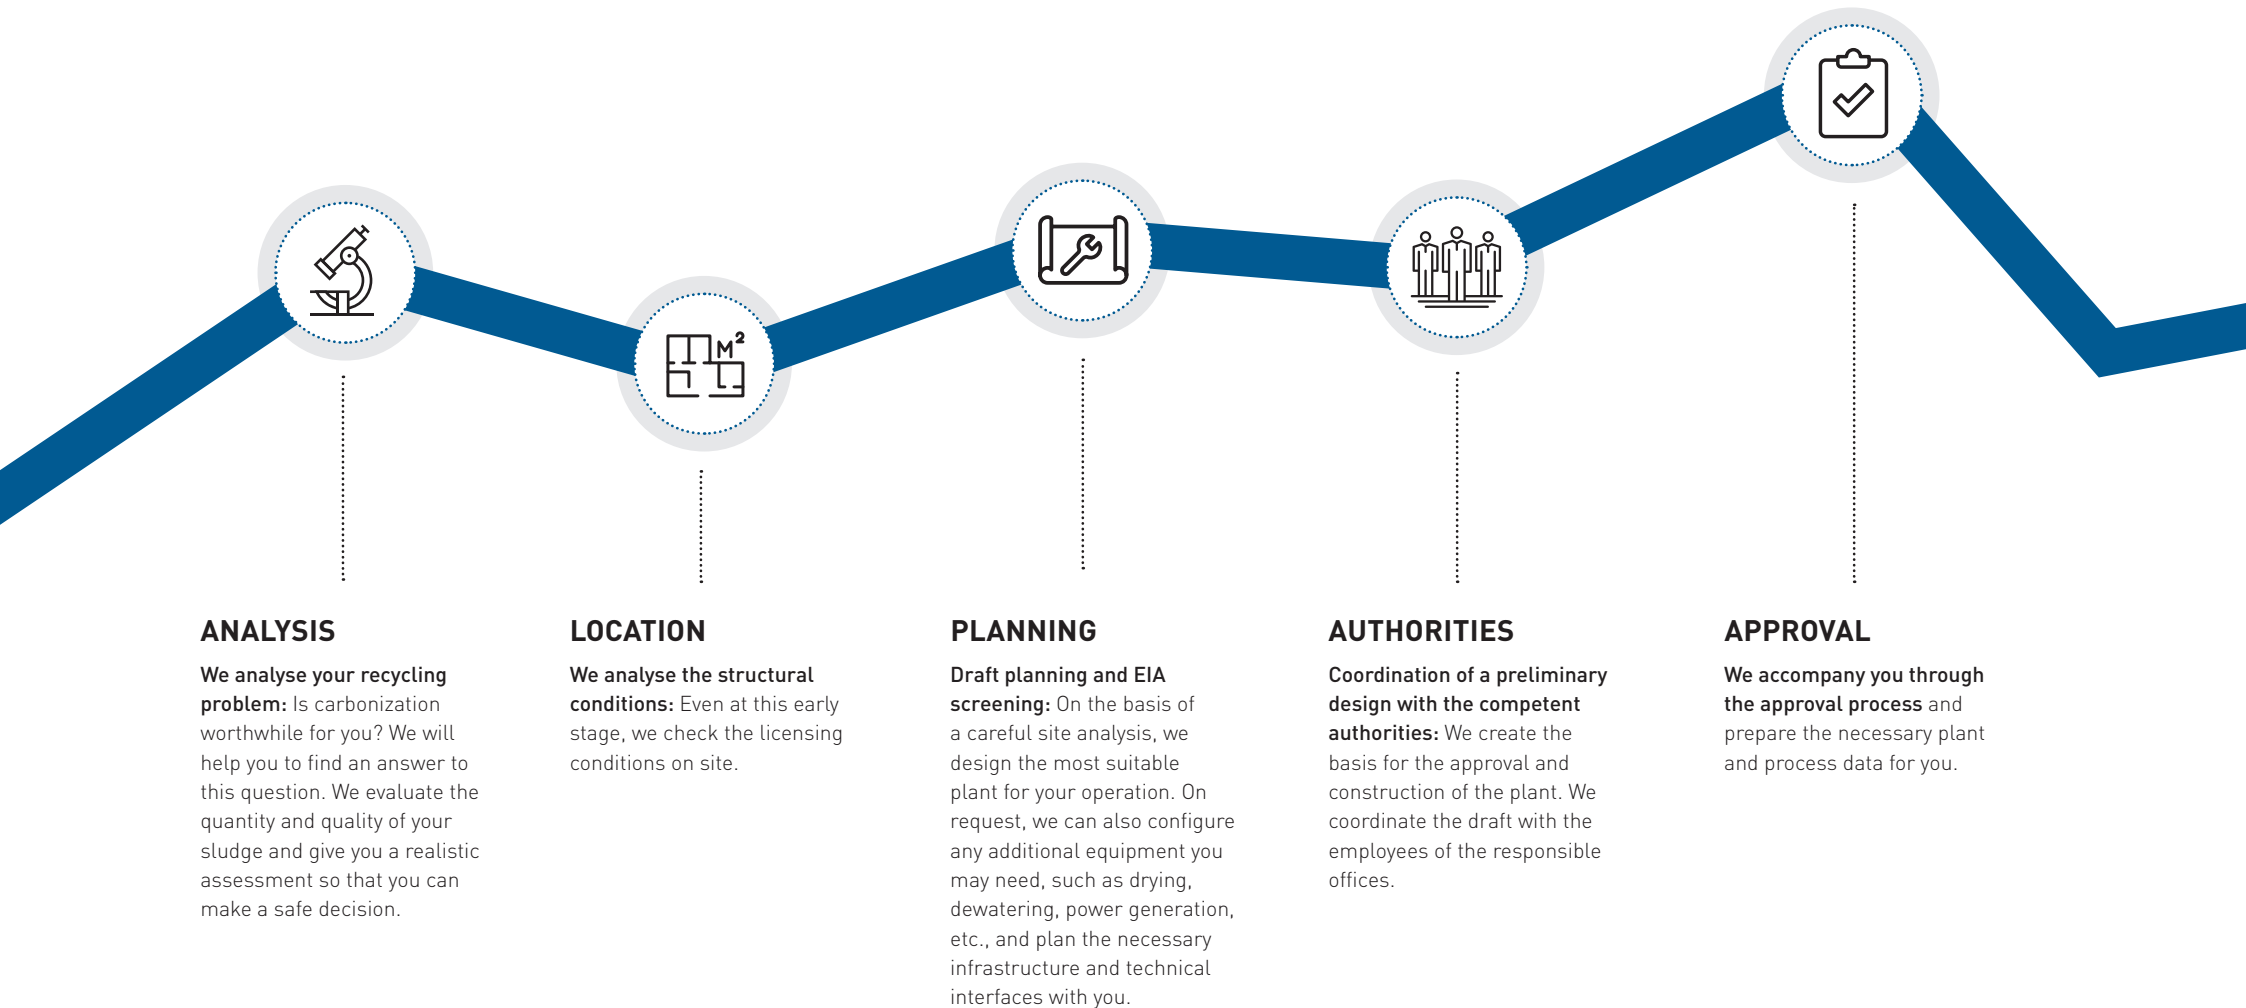 M²
ANALYSIS
We analyse your recycling
problem: Is carbonization
worthwhile for you? We will
help you to find an answer to
this question. We evaluate the
quantity and quality of your
sludge and give you a realistic
assessment so that you can
make a safe decision.
LOCATION
We analyse the structural
conditions: Even at this early
stage, we check the licensing
conditions on site.
PLANNING
Draft planning and EIA
screening: On the basis of
a careful site analysis, we
design the most suitable
plant for your operation. On
request, we can also configure
any additional equipment you
may need, such as drying,
dewatering, power generation,
etc., and plan the necessary
infrastructure and technical
interfaces with you.
AUTHORITIES
Coordination of a preliminary
design with the competent
authorities: We create the
basis for the approval and
construction of the plant. We
coordinate the draft with the
employees of the responsible
offices.
APPROVAL
We accompany you through
the approval process and
prepare the necessary plant
and process data for you.